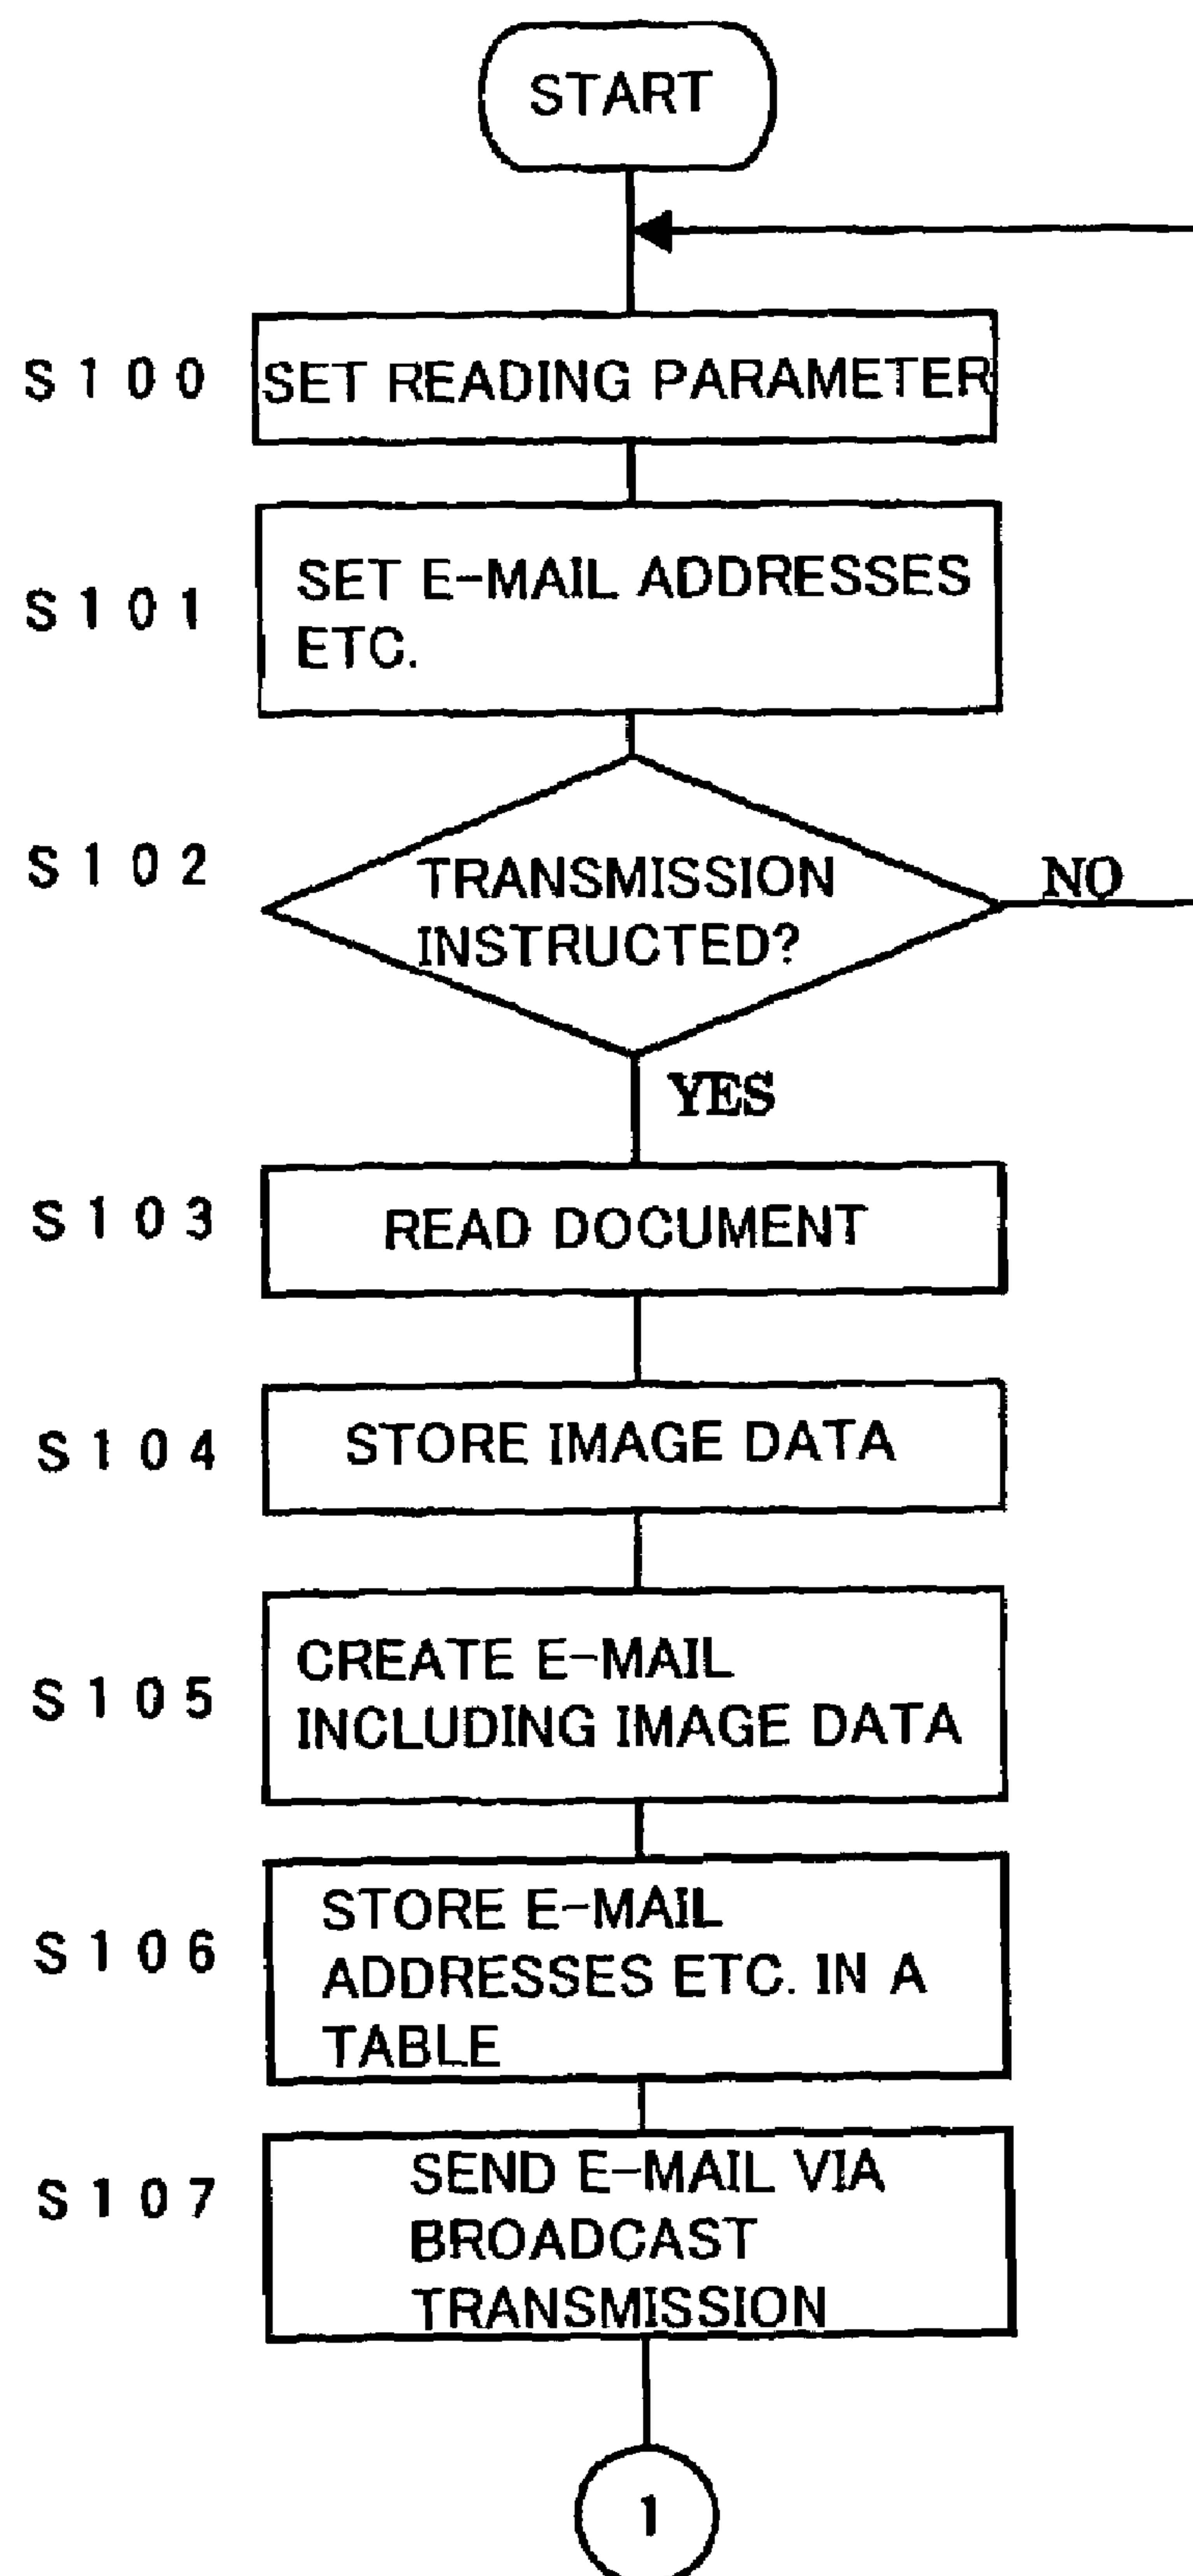 START
S100
SET READING PARAMETER
S101
SET E-MAIL ADDRESSES
ETC.
S102
TRANSMISSION
INSTRUCTED?
NO
YES
S103
READ DOCUMENT
S104
STORE IMAGE DATA
S105
CREATE E-MAIL
INCLUDING IMAGE DATA
S106
STORE E-MAIL
ADDRESSES ETC. IN A
TABLE
S107
SEND E-MAIL VIA
BROADCAST
TRANSMISSION
1